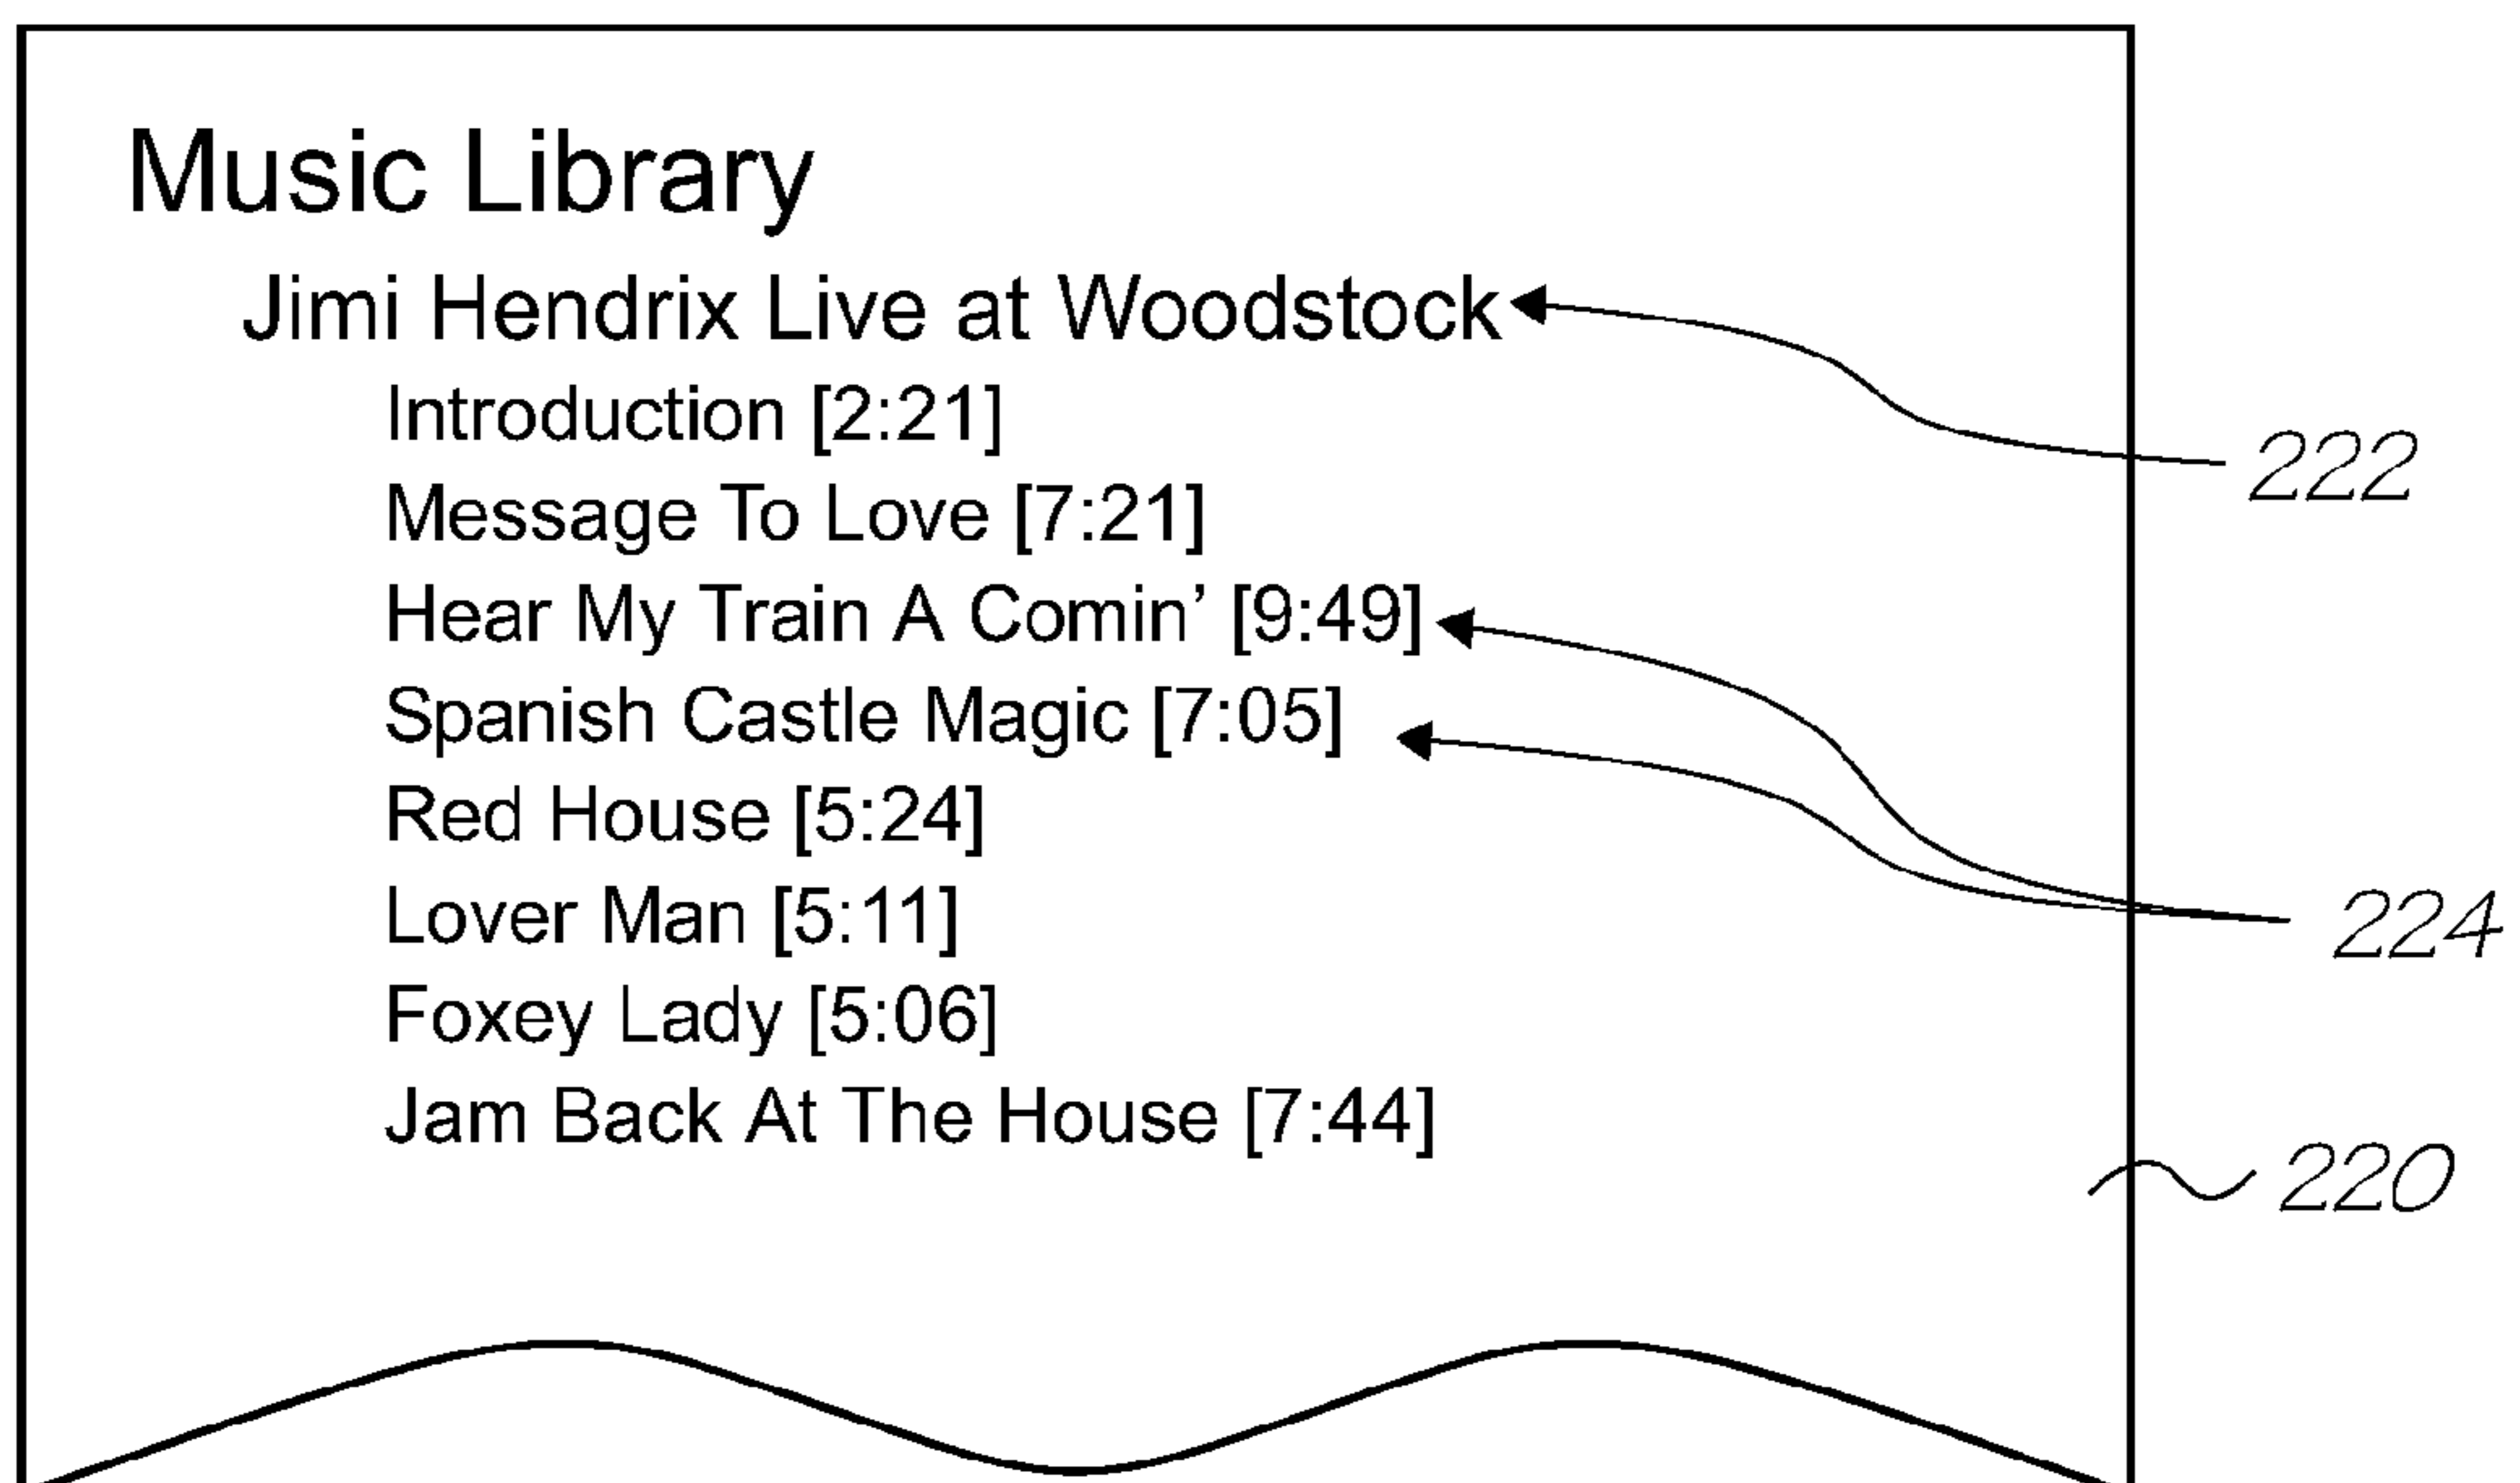 Music Library
Jimi Hendrix Live at Woodstock
Introduction [2:21]
222
Message To Love [7:21]
Hear My Train A Comin’ [9:49]
Spanish Castle Magic [7:05]
Red House [5:24]
Lover Man [5:11]
224
Foxey Lady [5:06]
Jam Back At The House [7:44]
220